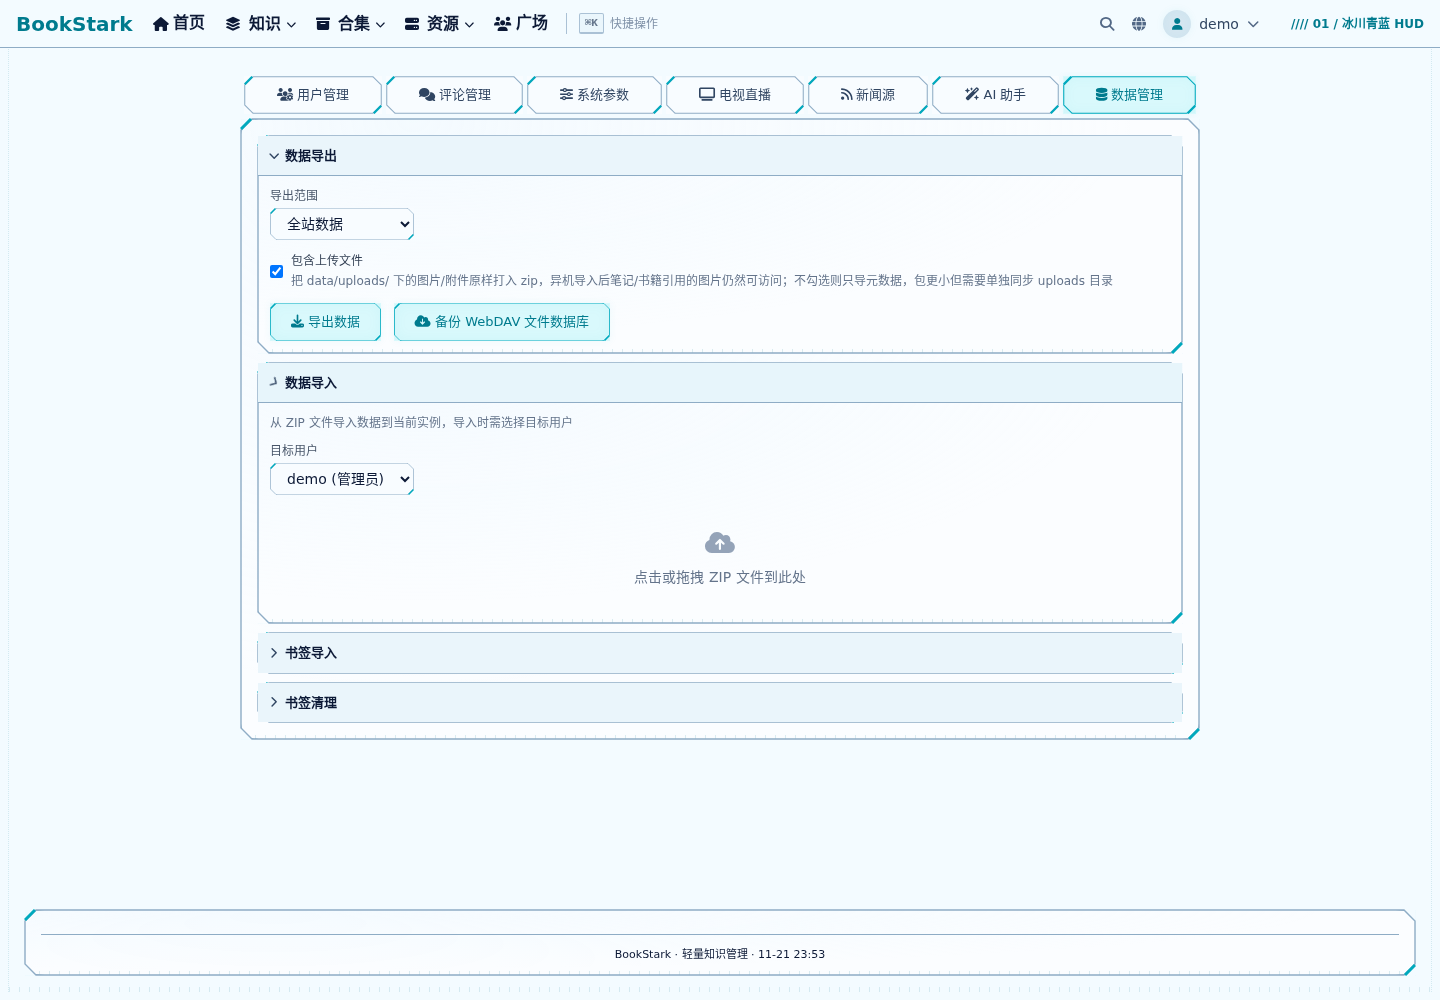 BookStark 首页 知识 合集 资源 广场 ⌘K 快捷操作 demo //// 01 / 冰川青蓝 HUD
用户管理 评论管理 系统参数 电视直播 新闻源 AI 助手 数据管理
数据导出
导出范围
全站数据
包含上传文件
把 data/uploads/ 下的图片/附件原样打入 zip，异机导入后笔记/书籍引用的图片仍然可访问；不勾选则只导元数据，包更小但需要单独同步 uploads 目录
导出数据 备份 WebDAV 文件数据库
数据导入
从 ZIP 文件导入数据到当前实例，导入时需选择目标用户
目标用户
demo (管理员)
点击或拖拽 ZIP 文件到此处
书签导入
书签清理
BookStark · 轻量知识管理 · 11-21 23:53